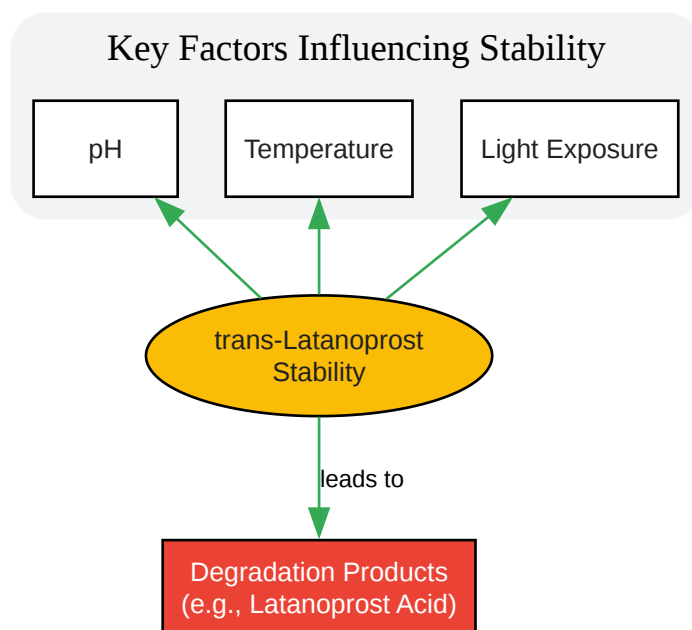 Key Factors Influencing Stability
pH
Temperature
Light Exposure
trans-Latanoprost
Stability
leads to
Degradation Products
(e.g., Latanoprost Acid)